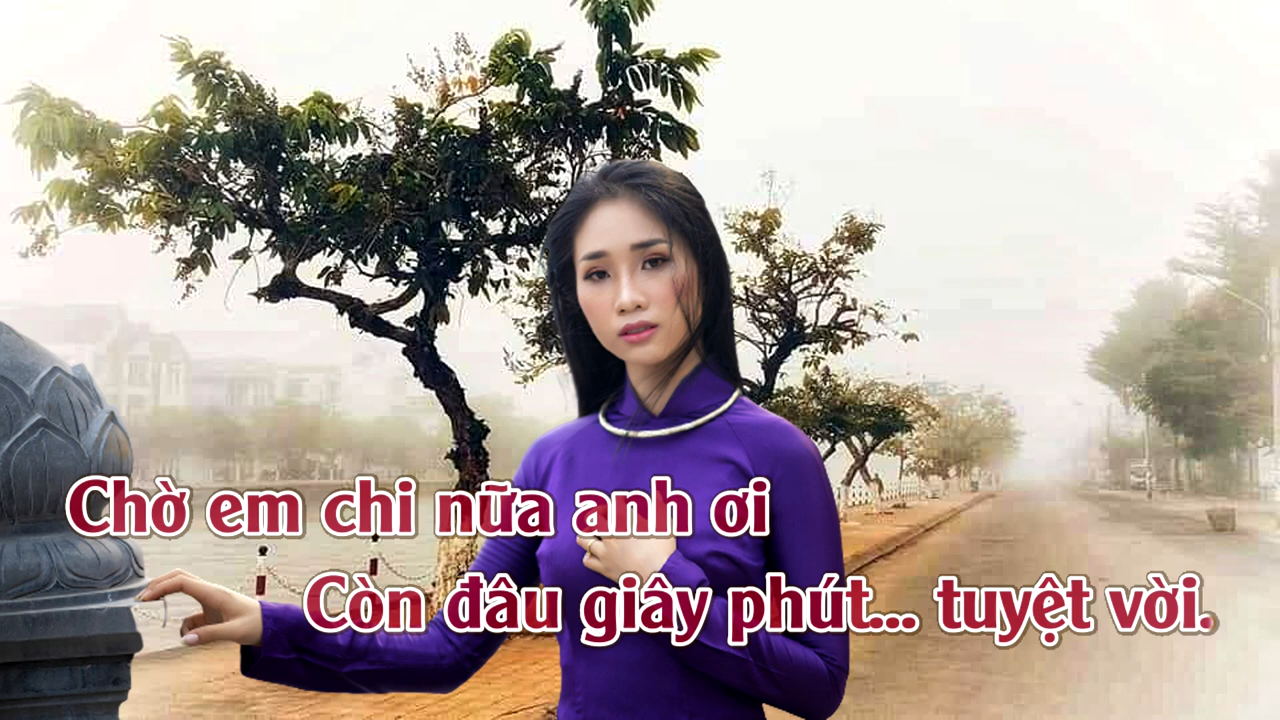 Chờ em chi nữa anh ơi
Còn đâu giây phút... tuyệt vời.